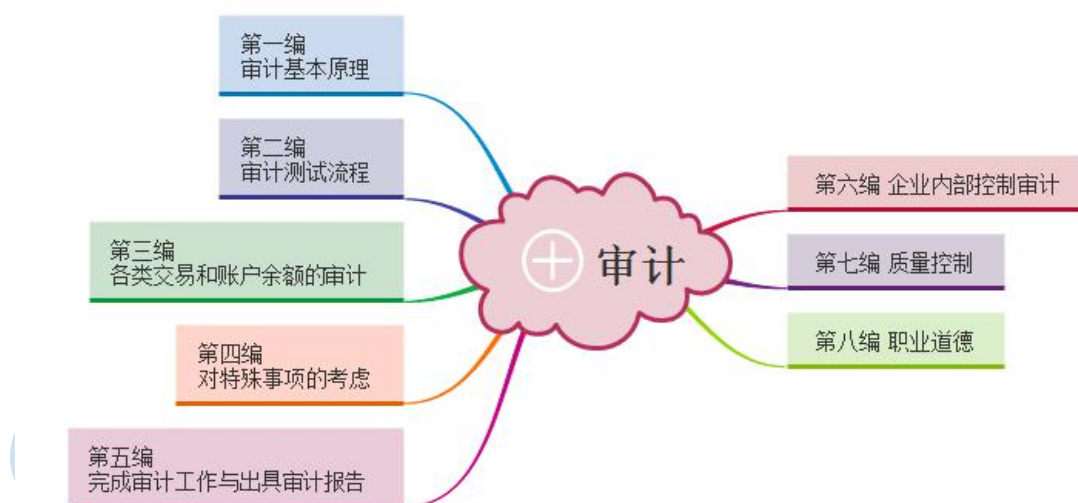 第一编
审计基本原理
第二编
审计测试流程
第三编
各类交易和账户余额的审计
第四编
对特殊事项的考虑
第五编
完成审计工作与出具审计报告
审计
第六编 企业内部控制审计
第七编 质量控制
第八编 职业道德